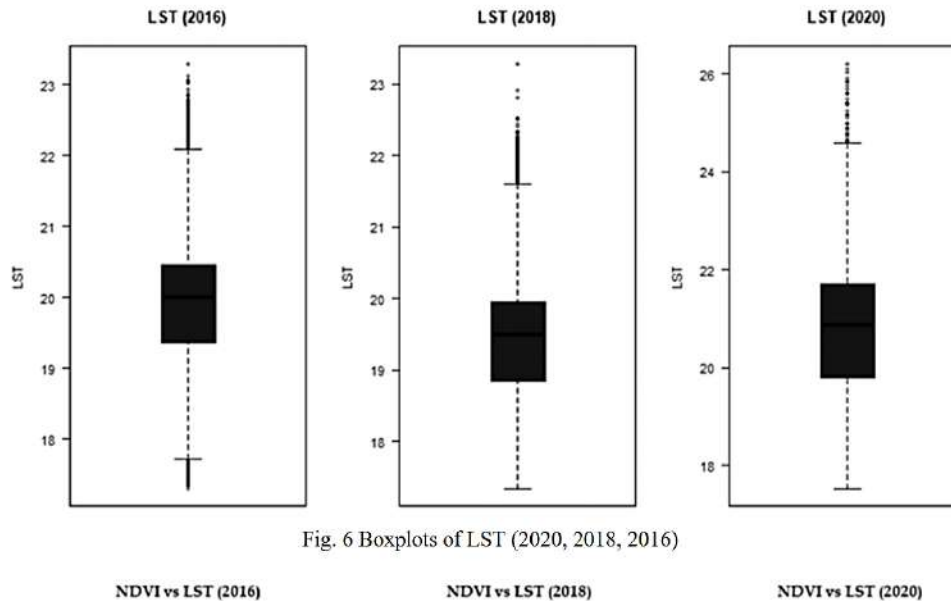 LST (2016)
LST (2018)
LST (2020)
LST
23
22
21
20
19
18
LST
23
22
21
20
19
18
LST
26
24
22
20
18
Fig. 6 Boxplots of LST (2020, 2018, 2016)
NDVI vs LST (2016)
NDVI vs LST (2018)
NDVI vs LST (2020)